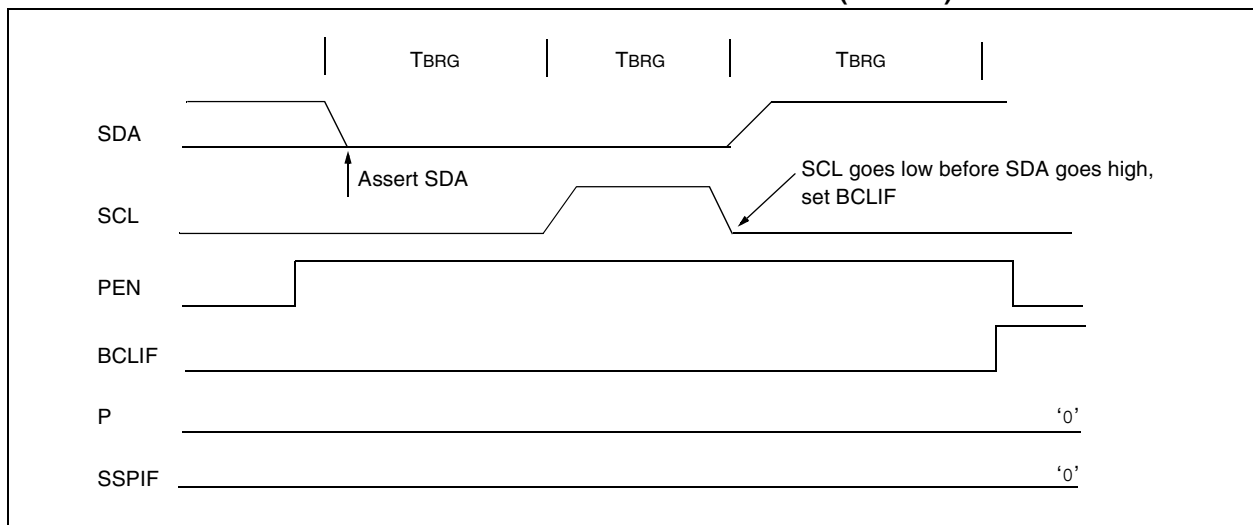 TBRG TBRG TBRG
SDA
Assert SDA
SCL goes low before SDA goes high,
set BCLIF
SCL
PEN
BCLIF
P ‘0’
SSPIF ‘0’